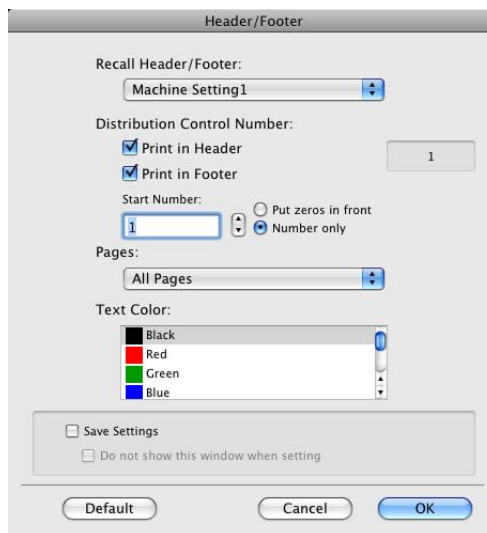 Header/Footer
Recall Header/Footer:
Machine Setting1
Distribution Control Number:
Print in Header
1
Print in Footer
Start Number:
Put zeros in front
1
Number only
Pages:
All Pages
Text Color:
Black
Red
Green
Blue
Save Settings
Do not show this window when setting
Default Cancel OK